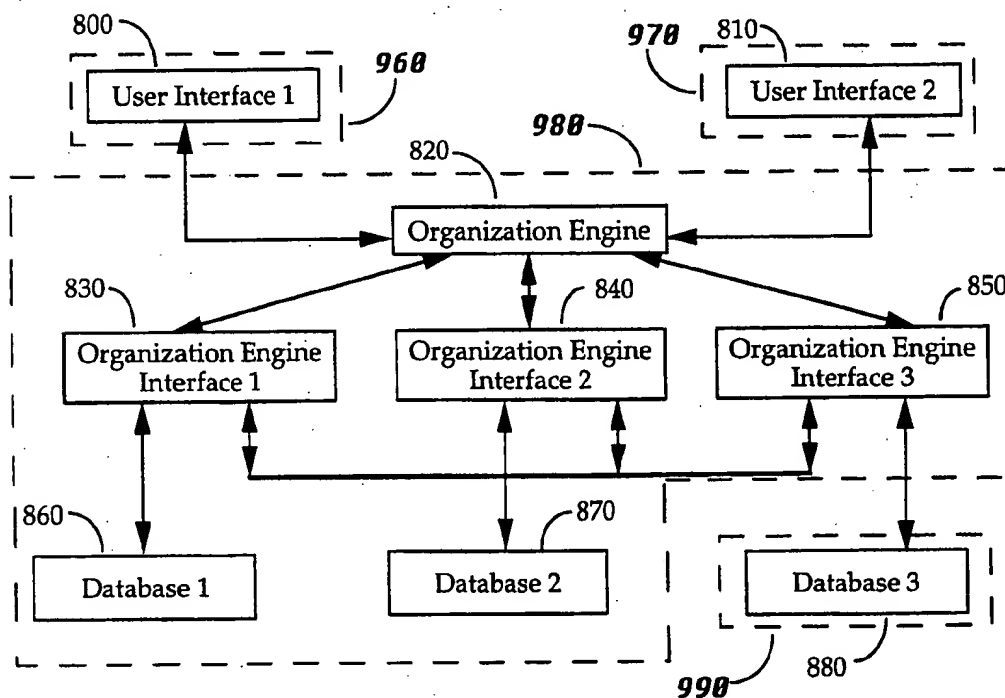 800
960
970
810
User Interface 1
User Interface 2
980
820
Organization Engine
830
840
850
Organization Engine
Interface 1
Organization Engine
Interface 2
Organization Engine
Interface 3
860
870
Database 1
Database 2
Database 3
990
880